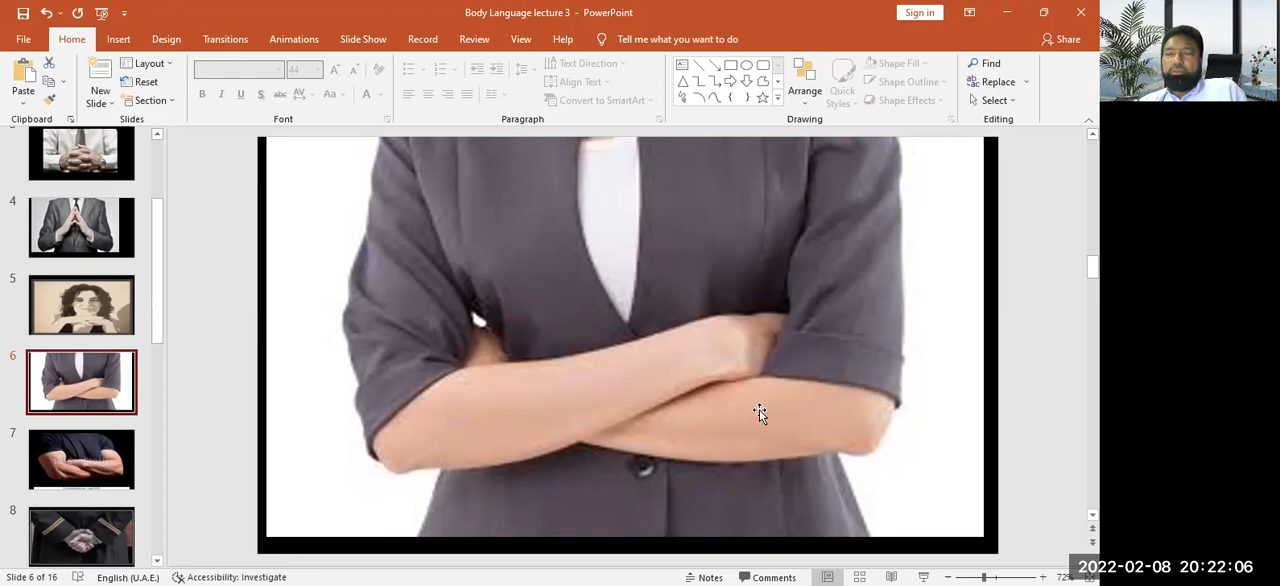 Body Language lecture 3 - PowerPoint
Sign in
File Home Insert Design Transitions Animations Slide Show Record Review View Help Tell me what you want to do Share
Paste
New Slide
Layout
Reset
Section
44
B I U S abc AV Aa A
Text Direction
Align Text
Convert to SmartArt
Arrange
Quick Styles
Shape Fill
Shape Outline
Shape Effects
Find
Replace
Select
Clipboard Slides Font Paragraph Drawing Editing
4
5
6
7
8
Slide 6 of 16 English (U.A.E.) Accessibility: Investigate Notes Comments 72%
2022-02-08 20:22:06